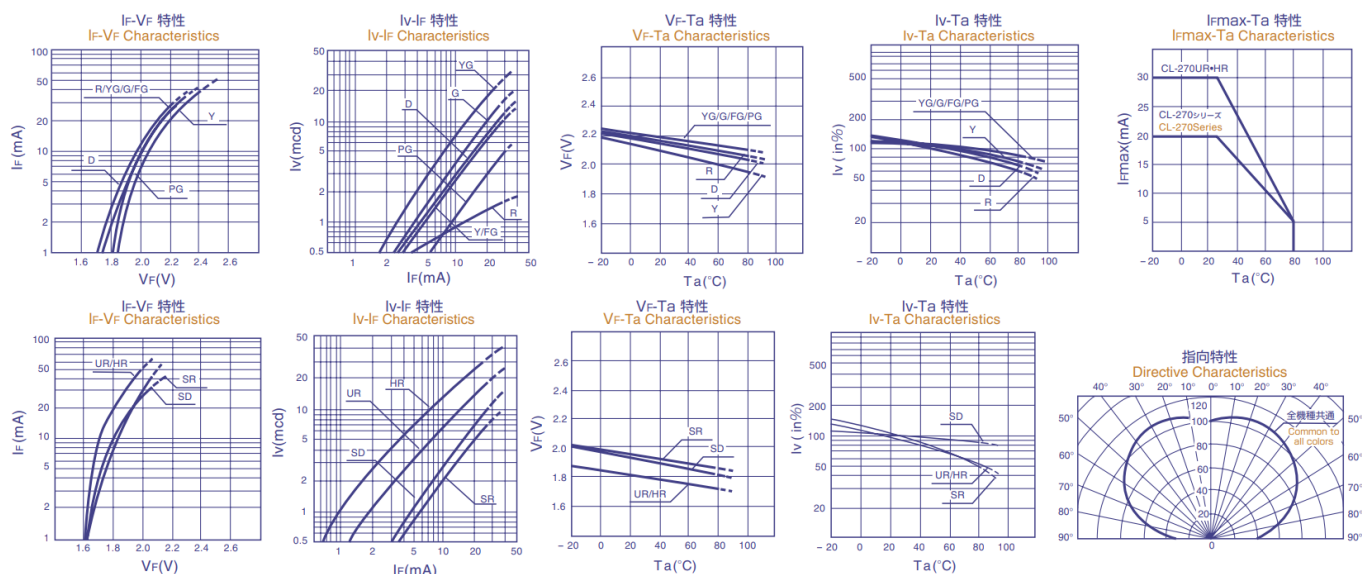 IF-VF 特性
IF-VF Characteristics
100
50
20
10
5
2
1
IF(mA)
R/YG/G/FG
Y
D
PG
1.6 1.8 2.0 2.2 2.4 2.6
VF(V)
Iv-IF 特性
Iv-IF Characteristics
50
20
10
5
2
1
0.5
Iv(mcd)
YG
D
G
PG
R
Y/FG
1 2 5 10 20 50
IF(mA)
VF-Ta 特性
VF-Ta Characteristics
2.6
2.4
2.2
2.0
1.8
1.6
VF(V)
YG/G/FG/PG
R
D
Y
－20 0 20 40 60 80 100
Ta(°C)
Iv-Ta 特性
Iv-Ta Characteristics
500
200
100
50
20
Iv ( in%)
YG/G/FG/PG
Y
D
R
－20 0 20 40 60 80 100
Ta(°C)
IFmax-Ta 特性
IFmax-Ta Characteristics
30
25
20
15
10
5
IFmax(mA)
CL-270UR•HR
CL-270シリーズ
CL-270Series
－20 0 20 40 60 80 100
Ta(°C)
IF-VF 特性
IF-VF Characteristics
100
50
20
10
5
2
1
IF(mA)
UR/HR
SR
SD
1.6 1.8 2.0 2.2 2.4 2.6
VF(V)
Iv-IF 特性
Iv-IF Characteristics
50
20
10
5
2
1
0.5
Iv(mcd)
HR
UR
SD
SR
1 2 5 10 20 50
IF(mA)
VF-Ta 特性
VF-Ta Characteristics
2.6
2.4
2.2
2.0
1.8
1.6
VF(V)
SR
SD
UR/HR
－20 0 20 40 60 80 100
Ta(°C)
Iv-Ta 特性
Iv-Ta Characteristics
500
200
100
50
20
Iv ( in%)
SD
UR/HR
SR
－20 0 20 40 60 80 100
Ta(°C)
指向特性
Directive Characteristics
40° 30° 20° 10° 0° 10° 20° 30° 40°
50° 50°
60° 60°
70° 70°
80° 80°
90° 90°
120
100
80
60
40
20
0
全機種共通
Common to
all colors